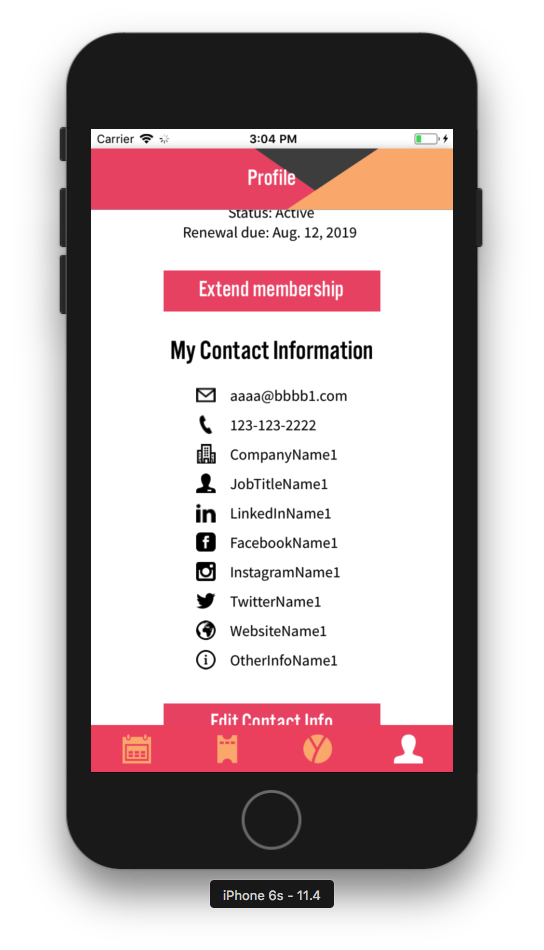 Carrier 3:04 PM
Profile
Status: Active
Renewal due: Aug. 12, 2019
Extend membership
My Contact Information
aaaa@bbbb1.com
123-123-2222
CompanyName1
JobTitleName1
LinkedInName1
FacebookName1
InstagramName1
TwitterName1
WebsiteName1
OtherInfoName1
Edit Contact Info
iPhone 6s - 11.4